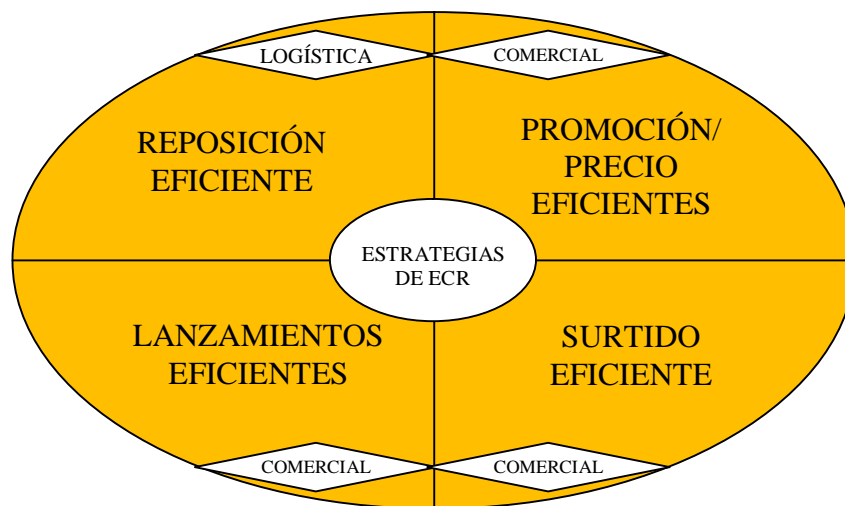 LOGÍSTICA
COMERCIAL
REPOSICIÓN
EFICIENTE
PROMOCIÓN/
PRECIO
EFICIENTES
ESTRATEGIAS
DE ECR
LANZAMIENTOS
EFICIENTES
SURTIDO
EFICIENTE
COMERCIAL
COMERCIAL